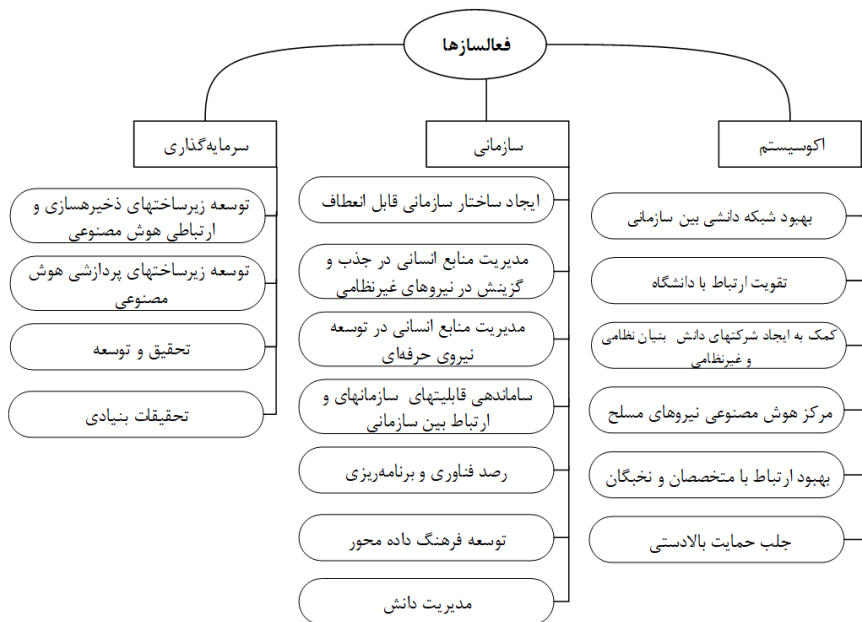 فعالسازها
اکوسیستم
بهبود شبکه دانشی بین سازمانی
تقویت ارتباط با دانشگاه
کمک به ایجاد شرکتهای دانش بنیان نظامی
و غیرنظامی
مرکز هوش مصنوعی نیروهای مسلح
بهبود ارتباط با متخصصان و نخبگان
جلب حمایت بالادستی
سازمانی
ایجاد ساختار سازمانی قابل انعطاف
مدیریت منابع انسانی در جذب و
گزینش در نیروهای غیرنظامی
مدیریت منابع انسانی در توسعه
نیروی حرفه‌ای
ساماندهی قابلیتهای سازمانهای و
ارتباط بین سازمانی
رصد فناوری و برنامه‌ریزی
توسعه فرهنگ داده محور
مدیریت دانش
سرمایه‌گذاری
توسعه زیرساختهای ذخیرهسازی و
ارتباطی هوش مصنوعی
توسعه زیرساختهای پردازشی هوش
مصنوعی
تحقیق و توسعه
تحقیقات بنیادی